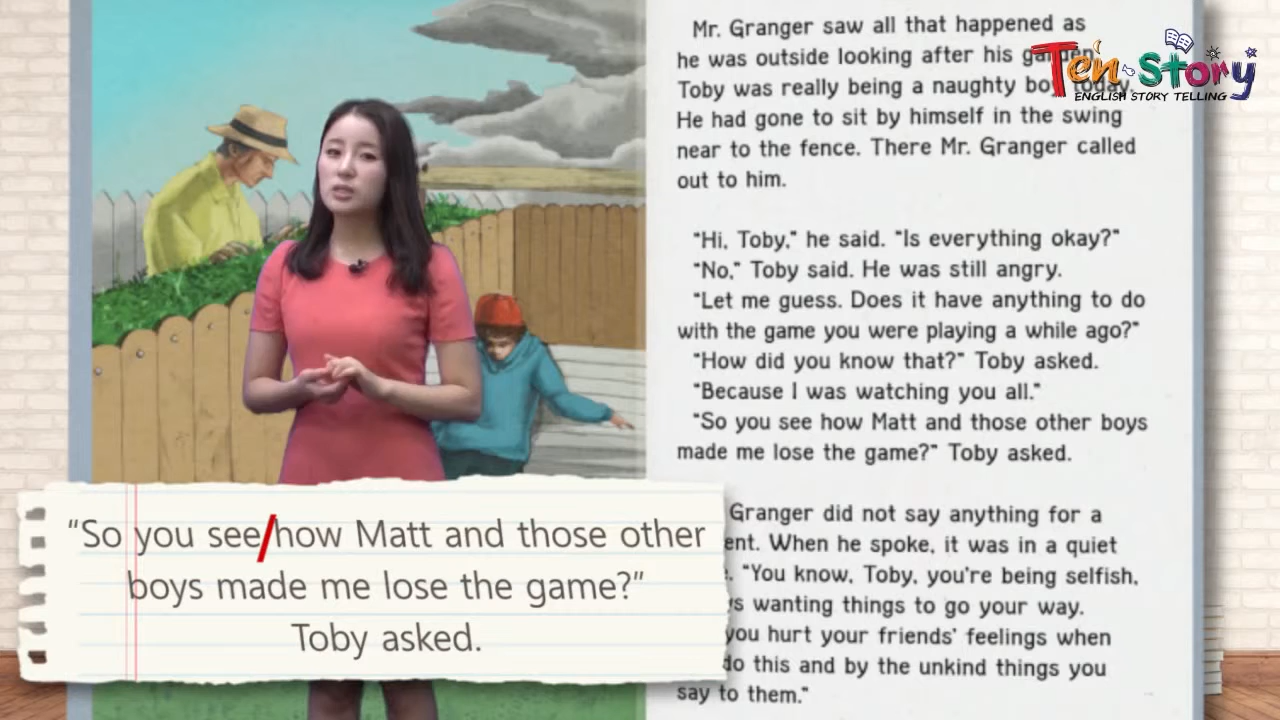 Mr. Granger saw all that happened as
he was outside looking after his garden.
Toby was really being a naughty boy today.
He had gone to sit by himself in the swing
near to the fence. There Mr. Granger called
out to him.
"Hi, Toby," he said. "Is everything okay?"
"No," Toby said. He was still angry.
"Let me guess. Does it have anything to do
with the game you were playing a while ago?"
"How did you know that?" Toby asked.
"Because I was watching you all."
"So you see how Matt and those other boys
made me lose the game?" Toby asked.
Granger did not say anything for a
When he spoke, it was in a quiet
"You know, Toby, you're being selfish,
wanting things to go your way.
you hurt your friends' feelings when
do this and by the unkind things you
say to them."
Ten Story
ENGLISH STORY TELLING
"So you see/how Matt and those other
boys made me lose the game?"
Toby asked.